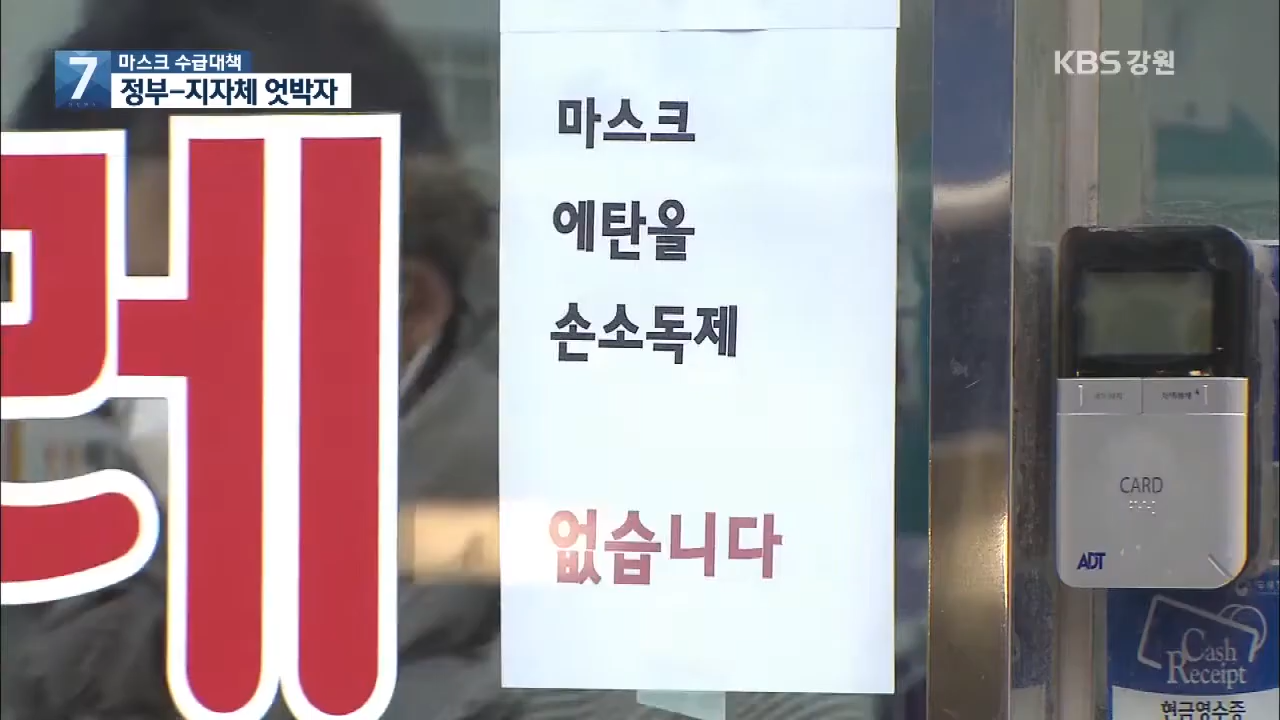 7
마스크 수급대책
정부-지자체 엇박자
KBS 강원
마스크
에탄올
손소독제
없습니다
CARD
ADT
Cash
Receipt
현금영수증